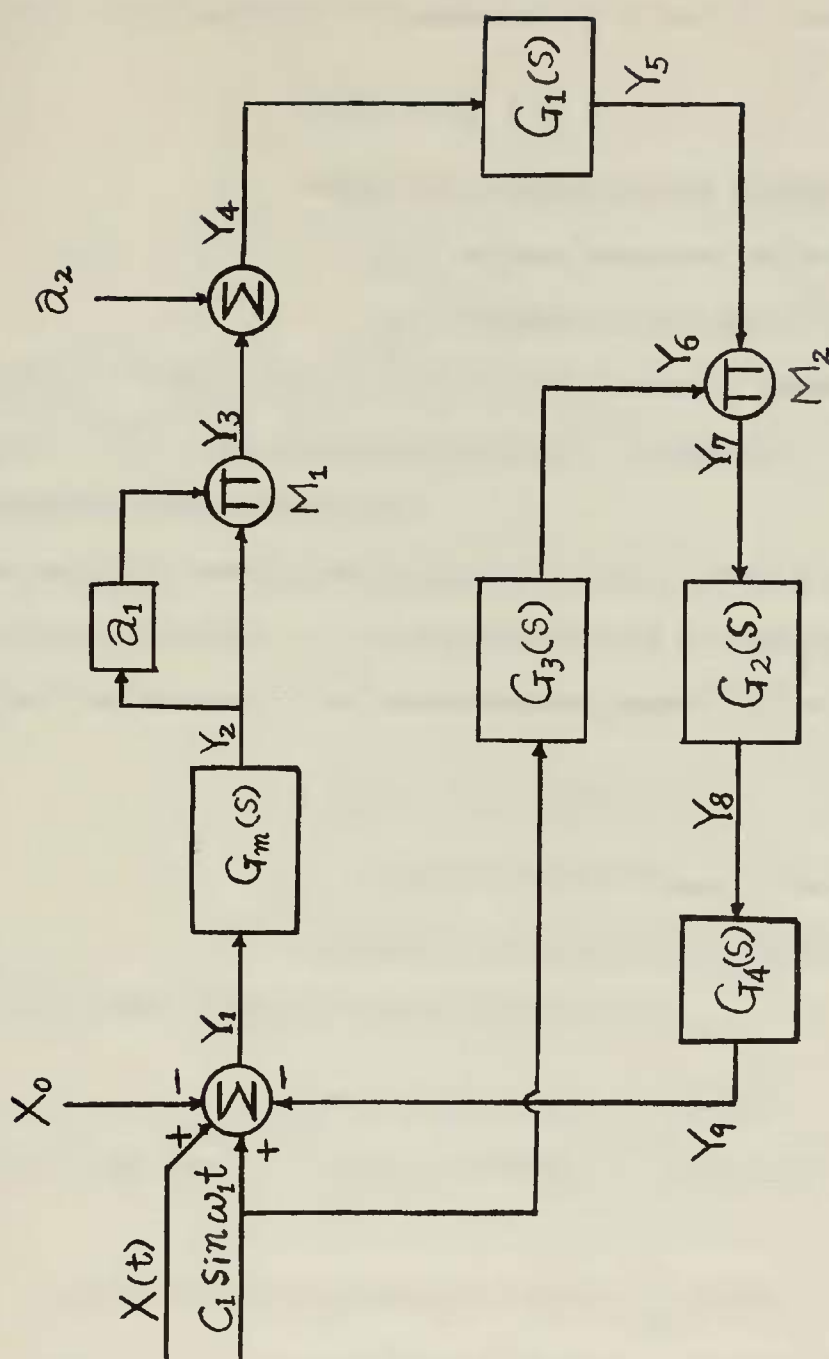 X(t)
C₁ sin ω₁t
X₀
+
-
+
-
Σ
Y₁
Gₘ(s)
Y₂
a₁
Π
M₁
Y₃
a₂
Σ
Y₄
G₁(s)
Y₅
G₃(s)
Y₆
Π
M₂
Y₇
G₂(s)
Y₈
G₄(s)
Y₉